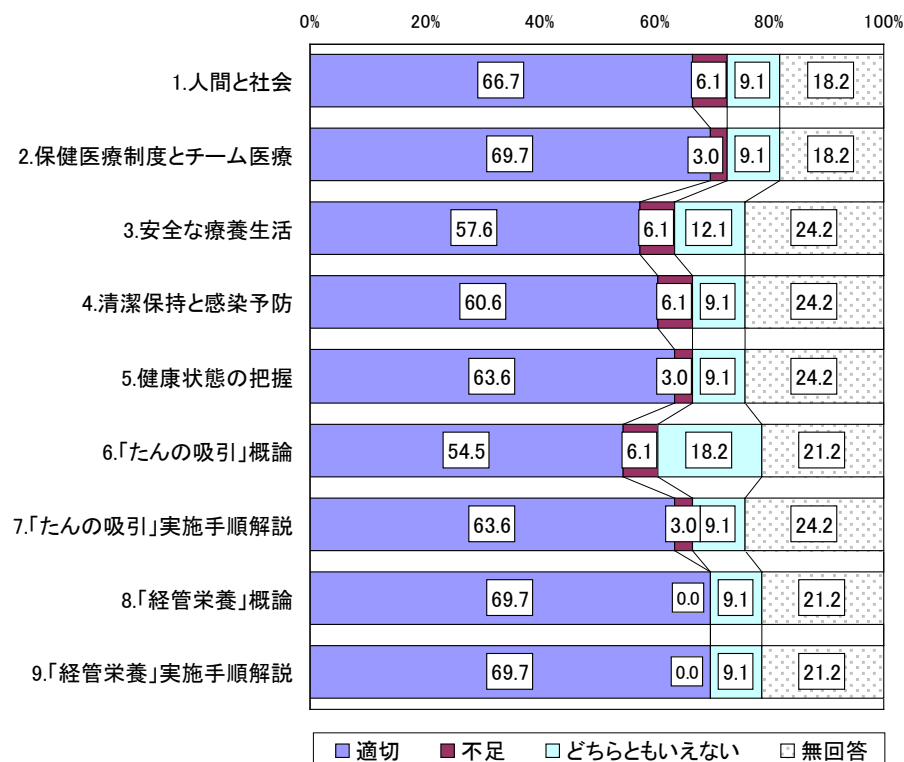 0% 20% 40% 60% 80% 100%
1.人間と社会 66.7 6.1 9.1 18.2
2.保健医療制度とチーム医療 69.7 3.0 9.1 18.2
3.安全な療養生活 57.6 6.1 12.1 24.2
4.清潔保持と感染予防 60.6 6.1 9.1 24.2
5.健康状態の把握 63.6 3.0 9.1 24.2
6.「たんの吸引」概論 54.5 6.1 18.2 21.2
7.「たんの吸引」実施手順解説 63.6 3.0 9.1 24.2
8.「経管栄養」概論 69.7 0.0 9.1 21.2
9.「経管栄養」実施手順解説 69.7 0.0 9.1 21.2
適切 不足 どちらともいえない 無回答